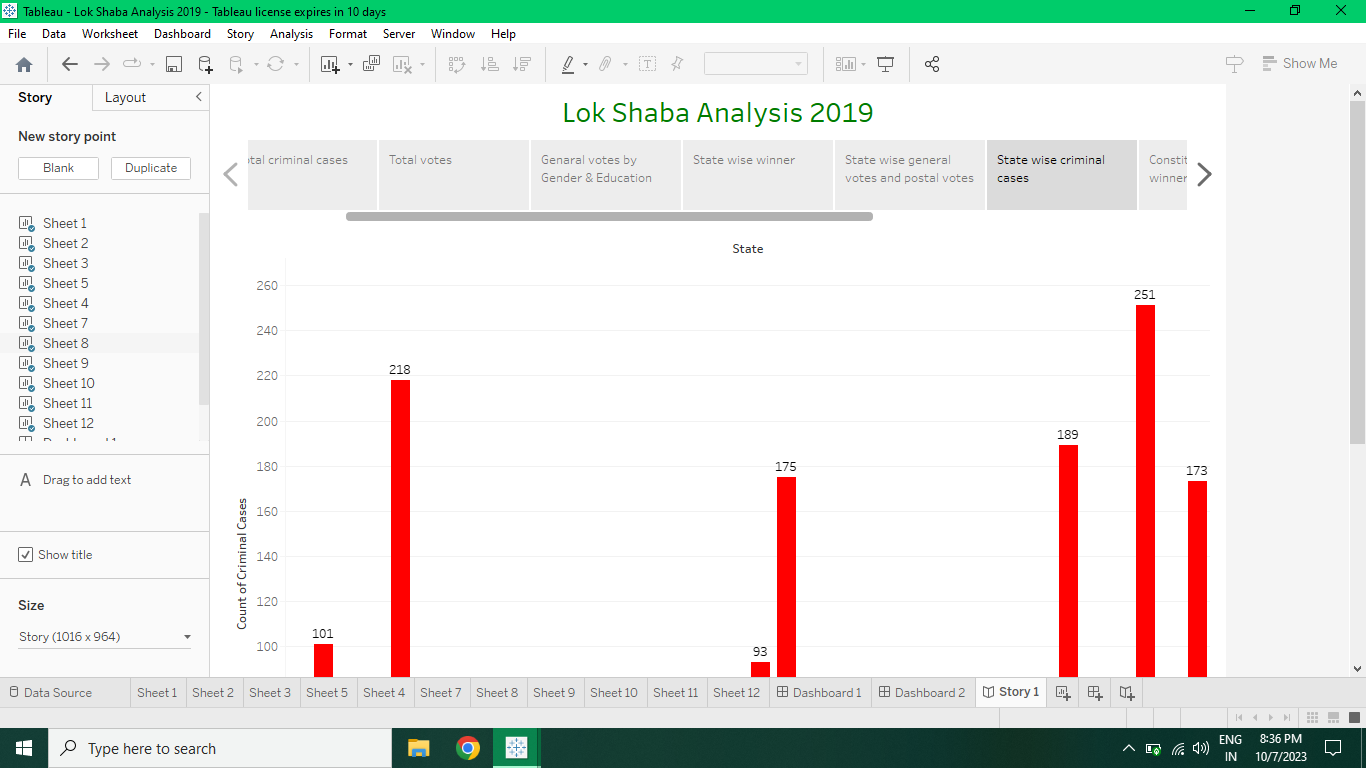 Tableau - Lok Shaba Analysis 2019 - Tableau license expires in 10 days
File Data Worksheet Dashboard Story Analysis Format Server Window Help
Show Me
Story Layout
New story point
Blank Duplicate
Sheet 1
Sheet 2
Sheet 3
Sheet 5
Sheet 4
Sheet 7
Sheet 8
Sheet 9
Sheet 10
Sheet 11
Sheet 12
A Drag to add text
Show title
Size
Story (1016 x 964)
Lok Shaba Analysis 2019
criminal cases
Total votes
Genaral votes by
Gender & Education
State wise winner
State wise general
votes and postal votes
State wise criminal
cases
winner
State
Count of Criminal Cases
260
240
220
200
180
160
140
120
100
101
218
93
175
189
251
173
Data Source Sheet 1 Sheet 2 Sheet 3 Sheet 5 Sheet 4 Sheet 7 Sheet 8 Sheet 9 Sheet 10 Sheet 11 Sheet 12 Dashboard 1 Dashboard 2 Story 1
Type here to search
ENG
IN
8:36 PM
10/7/2023